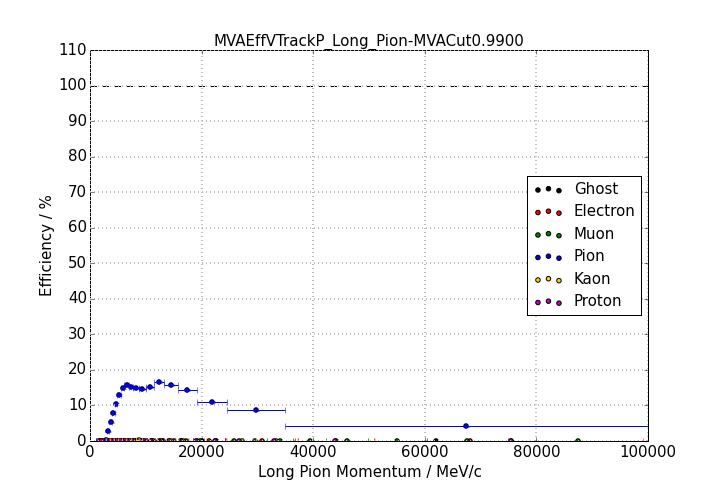 MVAEffVTrackP_Long_Pion-MVACut0.9900
110
100
90
80
70
60
50
40
30
20
10
0
Efficiency / %
Ghost
Electron
Muon
Pion
Kaon
Proton
0 20000 40000 60000 80000 100000
Long Pion Momentum / MeV/c